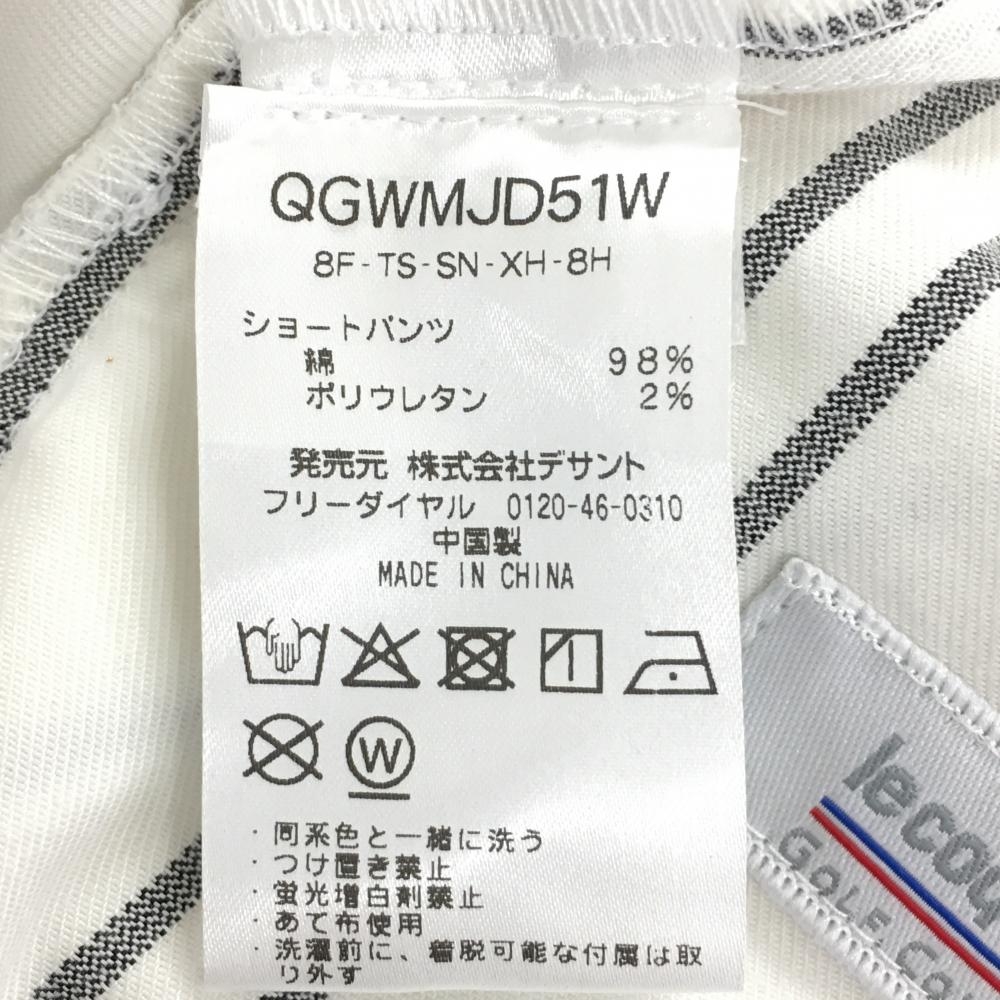 QGWMJD51W
8F-TS-SN-XH-8H
ショートパンツ
綿 98%
ポリウレタン 2%
発売元 株式会社デサント
フリーダイヤル 0120-46-0310
中国製
MADE IN CHINA
W
・同系色と一緒に洗う
・つけ置き禁止
・蛍光増白剤禁止
・あて布使用
・洗濯前に、着脱可能な付属は取
り外す
le coq
GOLF CO